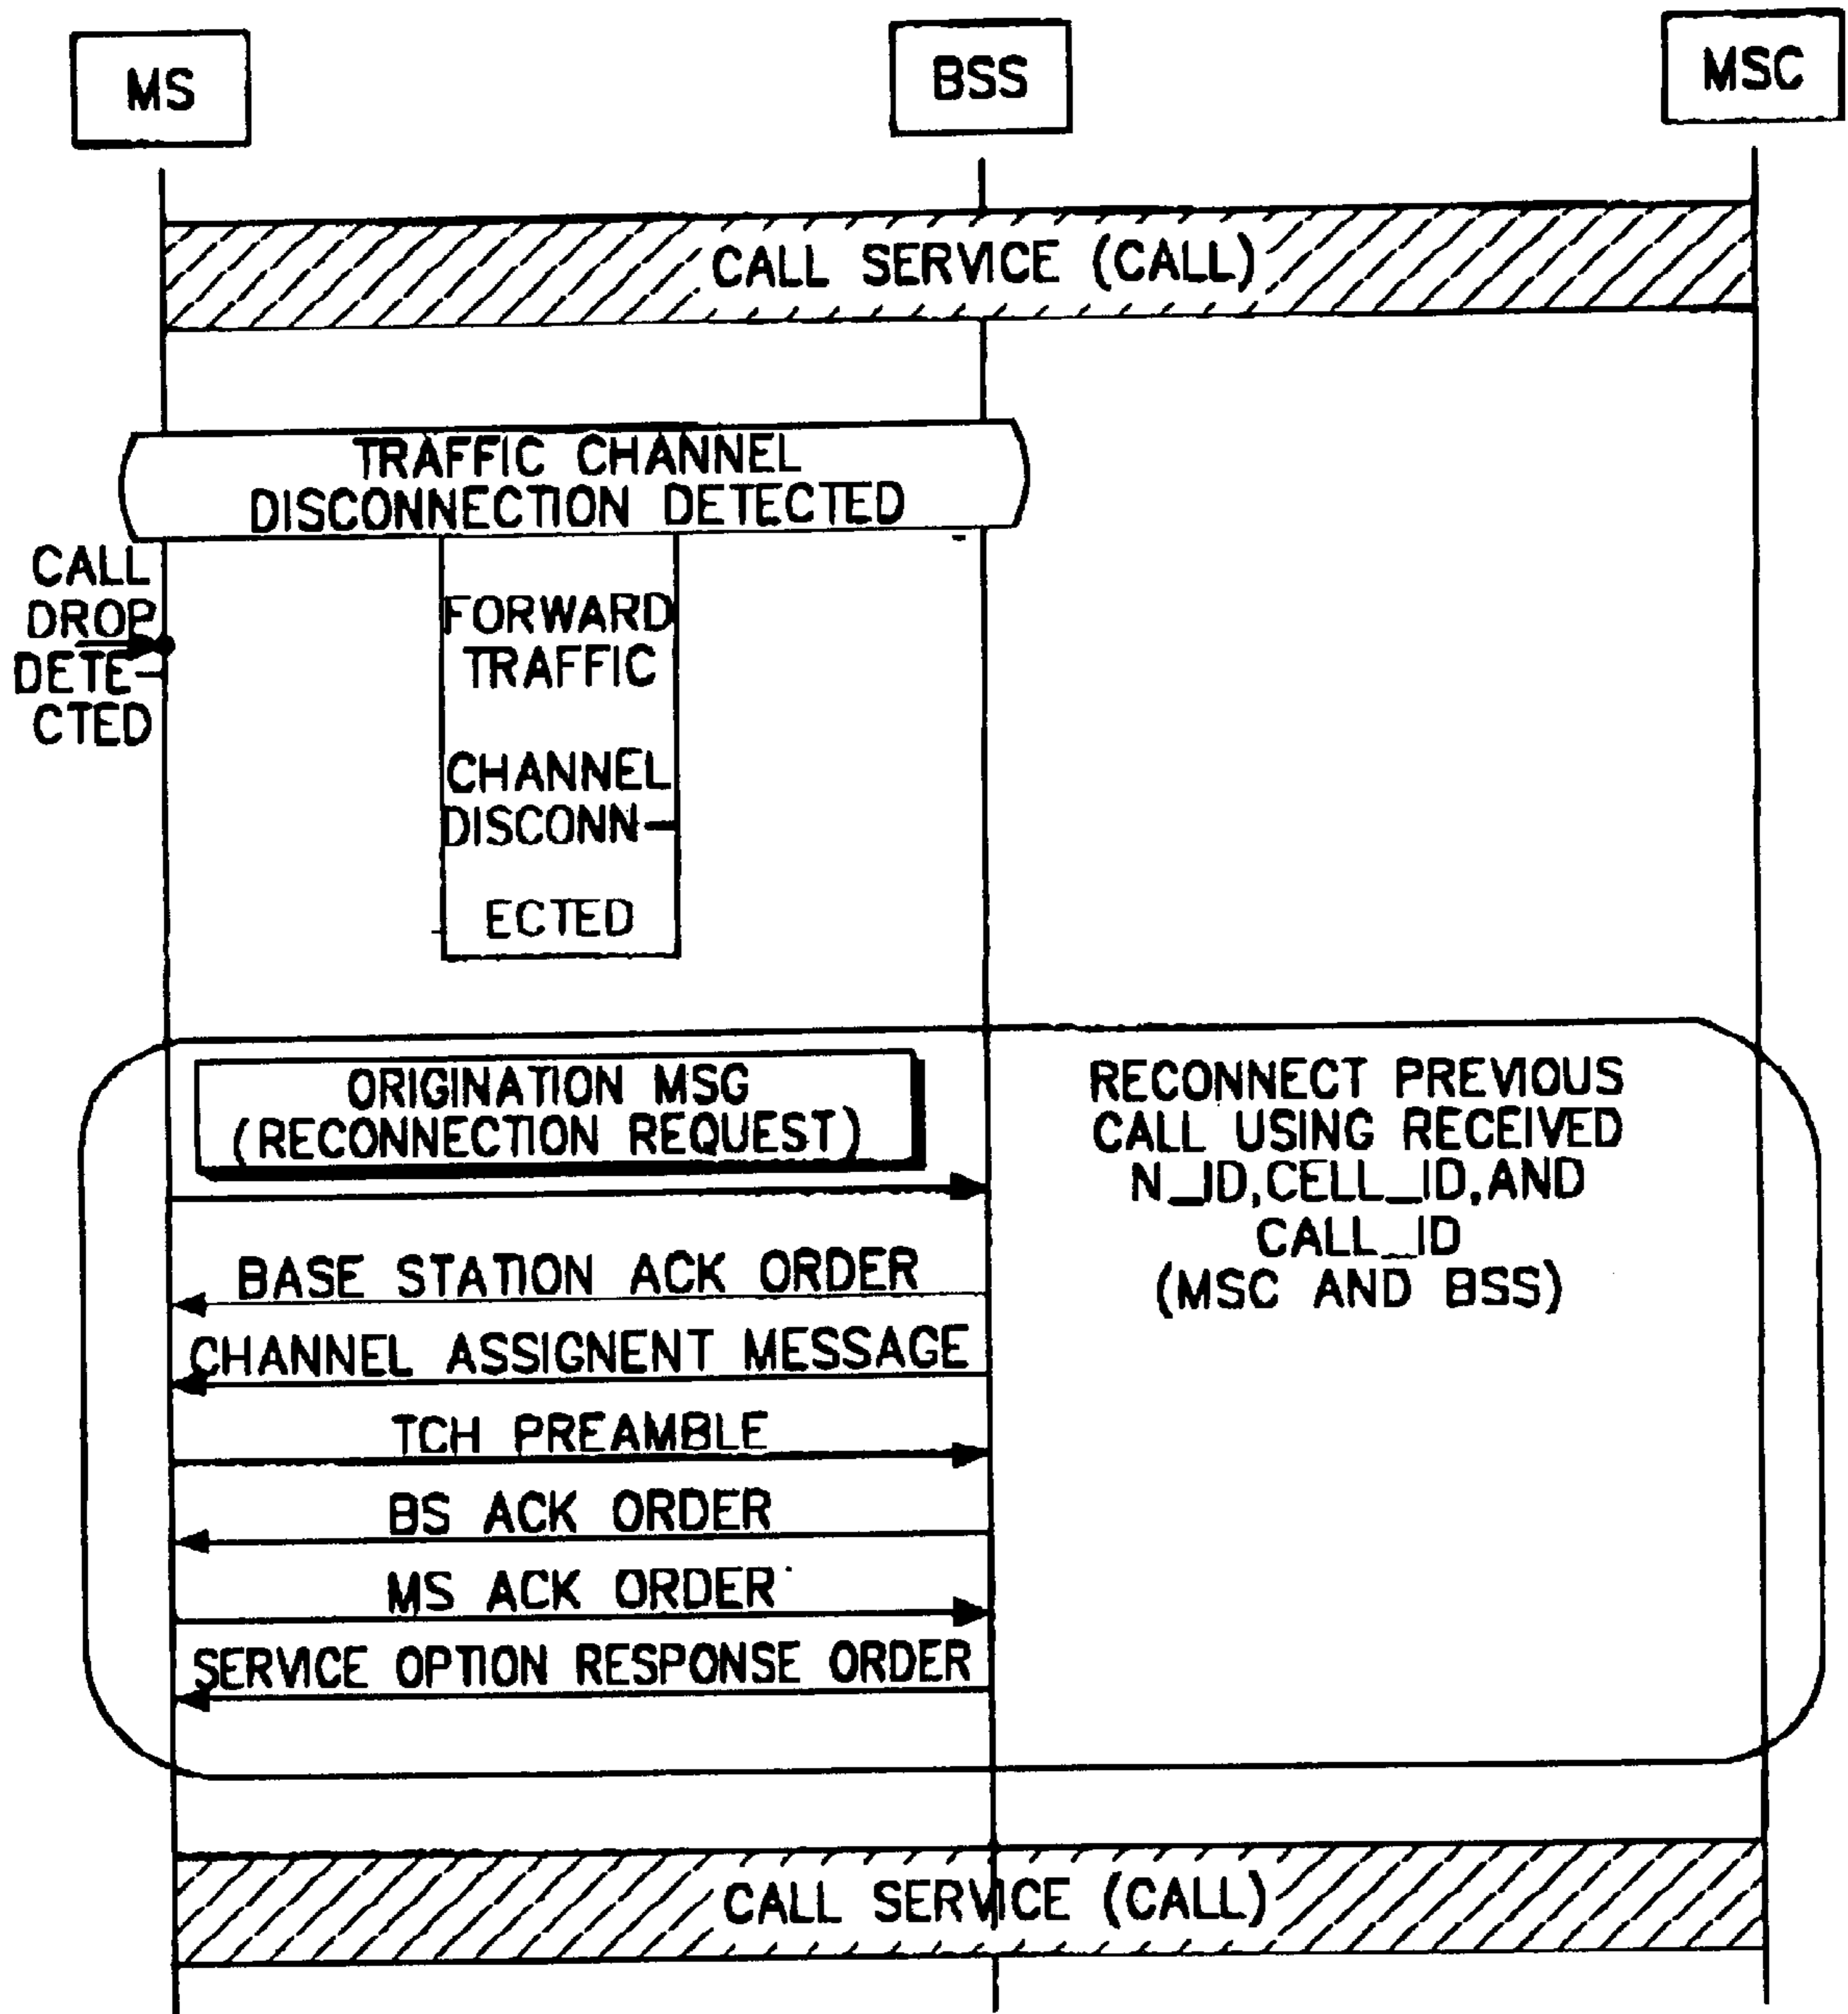 MS
BSS
MSC
CALL SERVICE (CALL)
TRAFFIC CHANNEL
DISCONNECTION DETECTED
CALL
DROP
DETE-
CTED
FORWARD
TRAFFIC
CHANNEL
DISCONN-
ECTED
ORIGINATION MSG
(RECONNECTION REQUEST)
RECONNECT PREVIOUS
CALL USING RECEIVED
N_ID,CELL_ID,AND
CALL_ID
(MSC AND BSS)
BASE STATION ACK ORDER
CHANNEL ASSIGNENT MESSAGE
TCH PREAMBLE
BS ACK ORDER
MS ACK ORDER
SERVICE OPTION RESPONSE ORDER
CALL SERVICE (CALL)